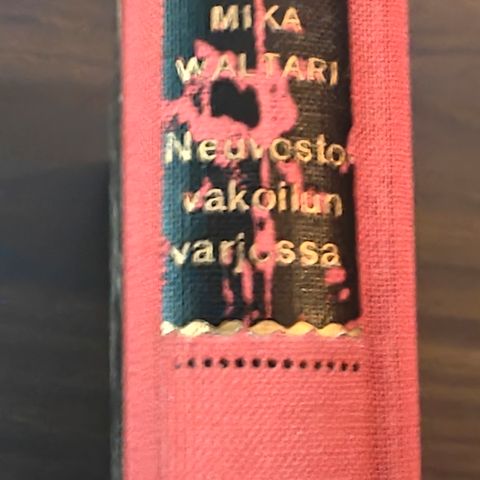 MIKA
WALTARI
Neuvosto-
vakoilun
varjossa